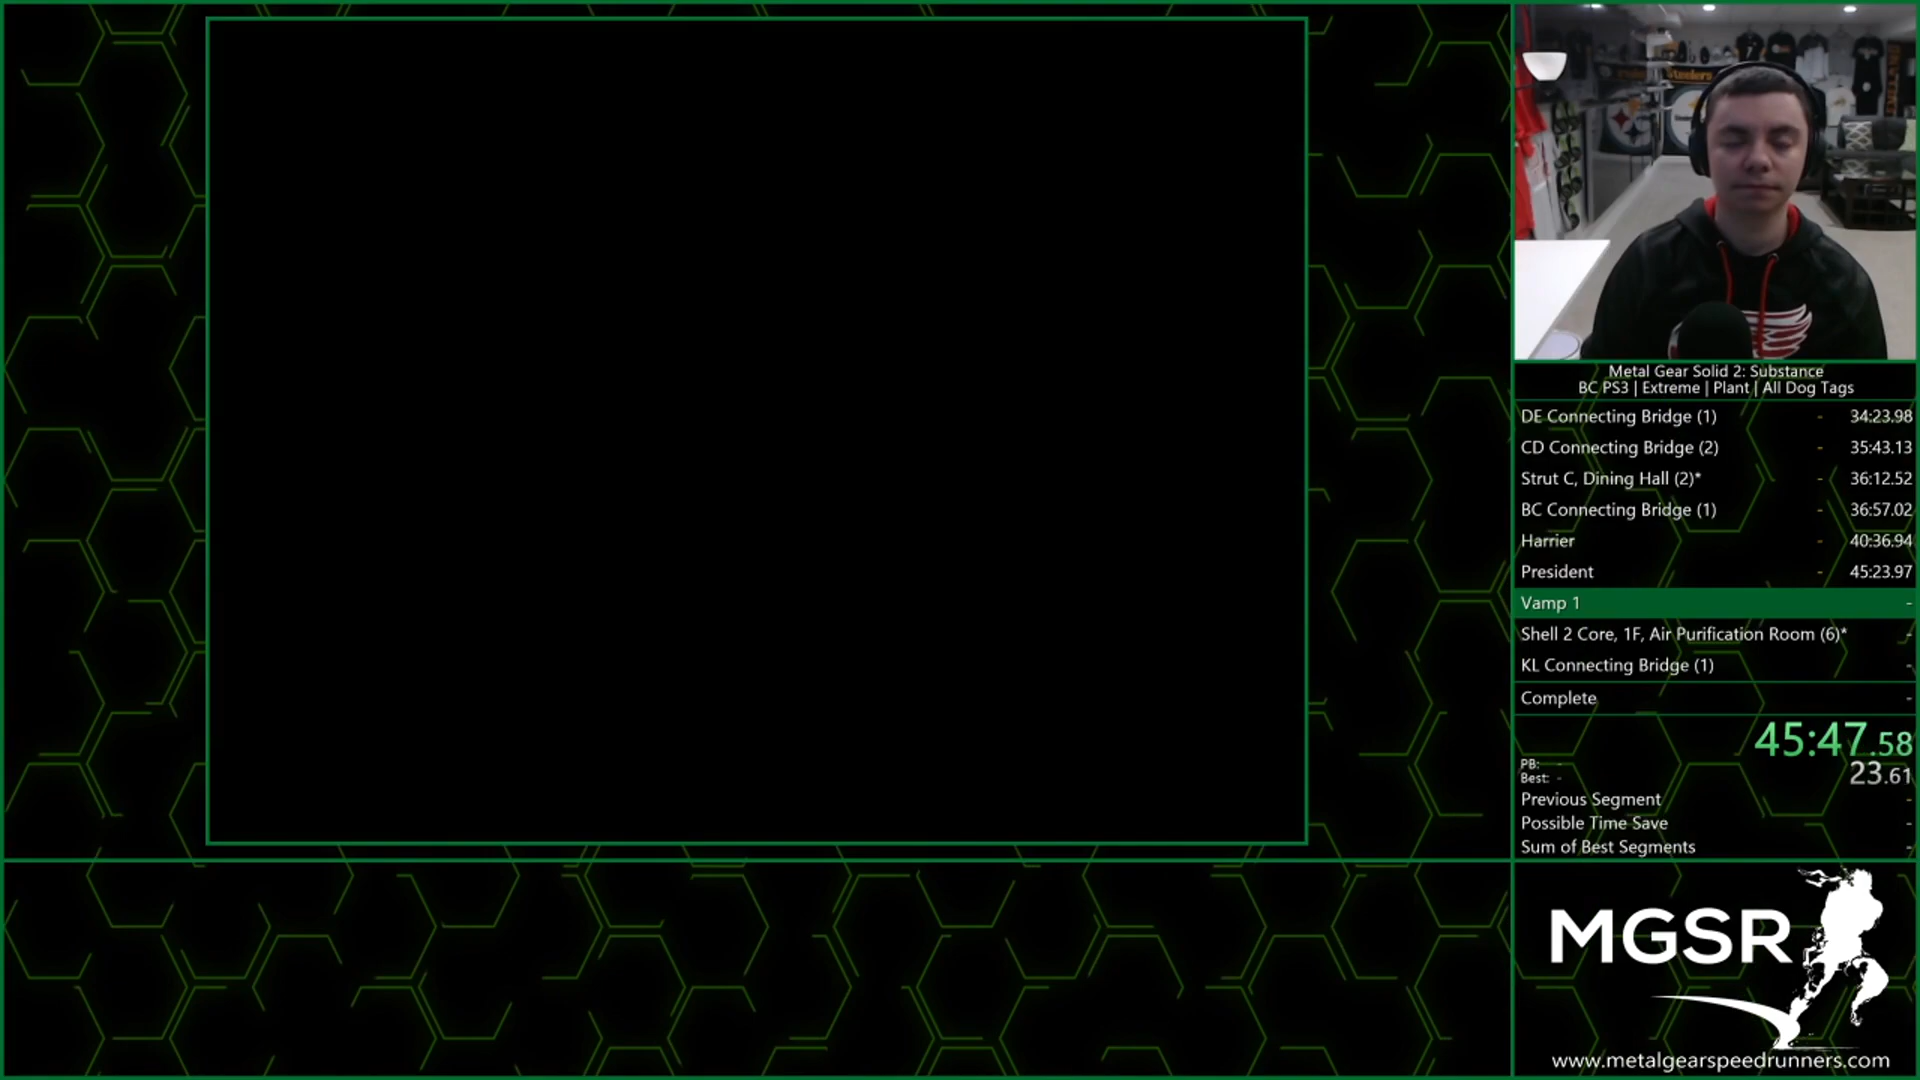 Steelers
Metal Gear Solid 2: Substance
BC PS3 | Extreme | Plant | All Dog Tags
DE Connecting Bridge (1) - 34:23.98
CD Connecting Bridge (2) - 35:43.13
Strut C, Dining Hall (2)* - 36:12.52
BC Connecting Bridge (1) - 36:57.02
Harrier - 40:36.94
President - 45:23.97
Vamp 1 -
Shell 2 Core, 1F, Air Purification Room (6)* -
KL Connecting Bridge (1) -
Complete -
45:47.58
PB: - 23.61
Best: -
Previous Segment -
Possible Time Save -
Sum of Best Segments -
MGSR
www.metalgearspeedrunners.com